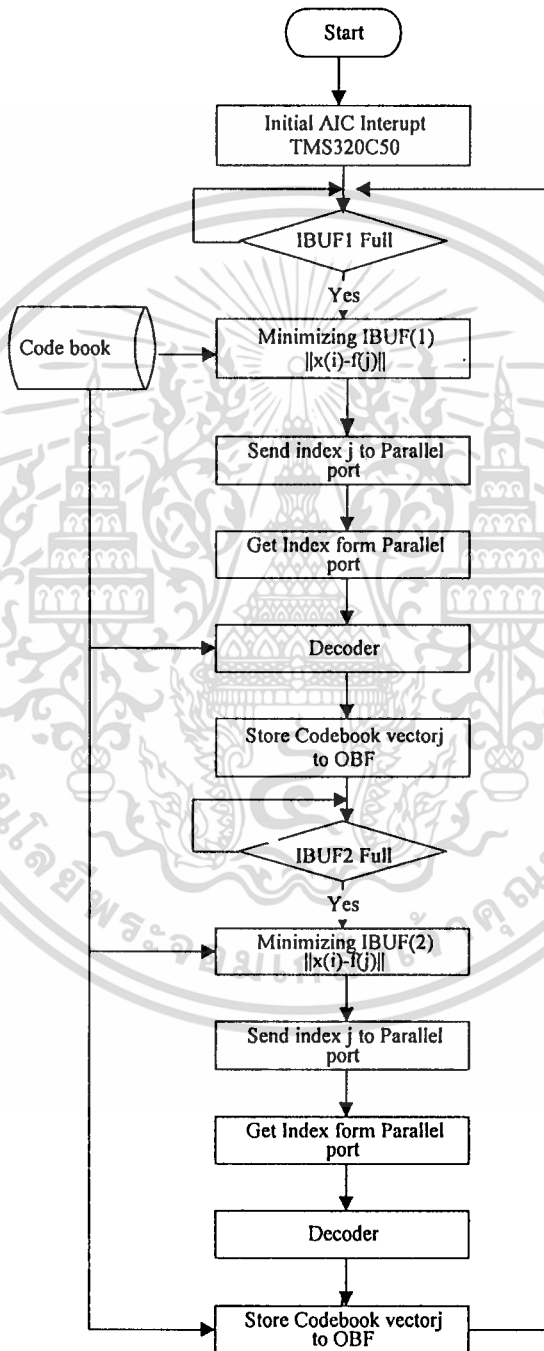 Start
Initial AIC Interupt
TMS320C50
IBUF1 Full
Yes
Code book
Minimizing IBUF(1)
||x(i)-f(j)||
Send index j to Parallel
port
Get Index form Parallel
port
Decoder
Store Codebook vectorj
to OBF
IBUF2 Full
Yes
Minimizing IBUF(2)
||x(i)-f(j)||
Send index j to Parallel
port
Get Index form Parallel
port
Decoder
Store Codebook vectorj
to OBF